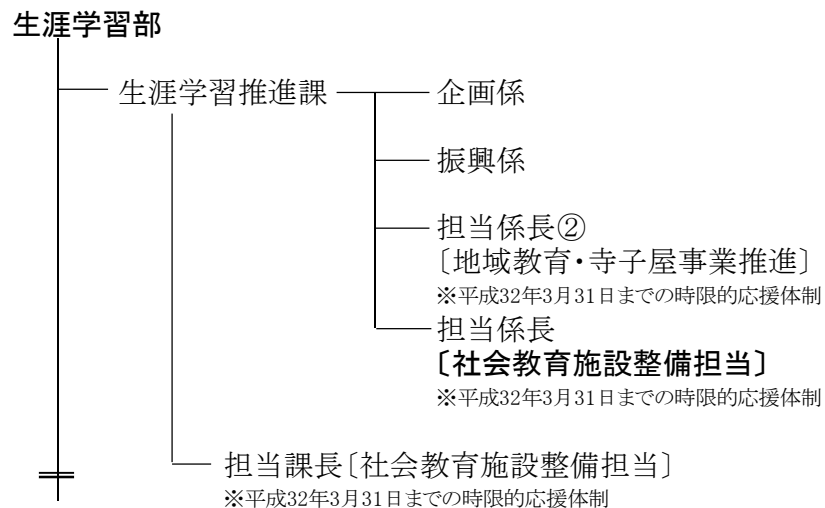 生涯学習部
生涯学習推進課
企画係
振興係
担当係長②
〔地域教育・寺子屋事業推進〕
※平成32年3月31日までの時限的応援体制
担当係長
〔社会教育施設整備担当〕
※平成32年3月31日までの時限的応援体制
担当課長〔社会教育施設整備担当〕
※平成32年3月31日までの時限的応援体制